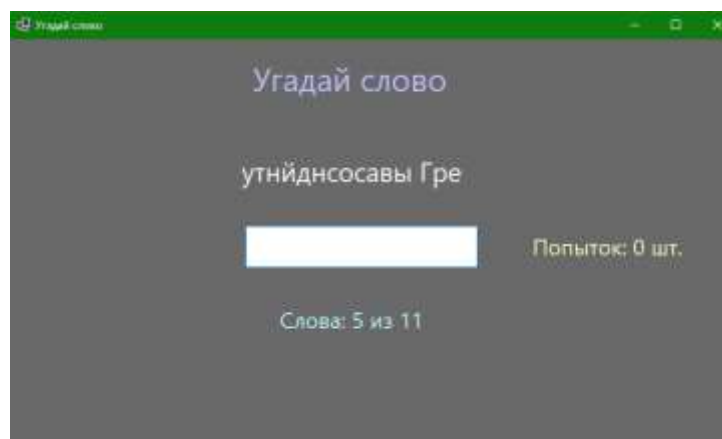 Угадай слово
Угадай слово
утнйднсосавы Гре
Попыток: 0 шт.
Слова: 5 из 11